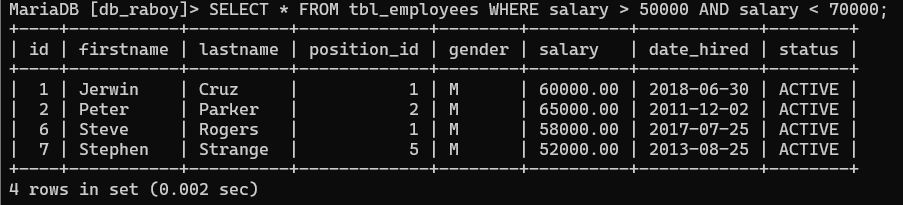 MariaDB [db_raboy]> SELECT * FROM tbl_employees WHERE salary > 50000 AND salary < 70000;
+----+-----------+----------+-------------+--------+----------+------------+--------+
| id | firstname | lastname | position_id | gender | salary   | date_hired | status |
+----+-----------+----------+-------------+--------+----------+------------+--------+
|  1 | Jerwin    | Cruz     |           1 | M      | 60000.00 | 2018-06-30 | ACTIVE |
|  2 | Peter     | Parker   |           2 | M      | 65000.00 | 2011-12-02 | ACTIVE |
|  6 | Steve     | Rogers   |           1 | M      | 58000.00 | 2017-07-25 | ACTIVE |
|  7 | Stephen   | Strange  |           5 | M      | 52000.00 | 2013-08-25 | ACTIVE |
+----+-----------+----------+-------------+--------+----------+------------+--------+
4 rows in set (0.002 sec)